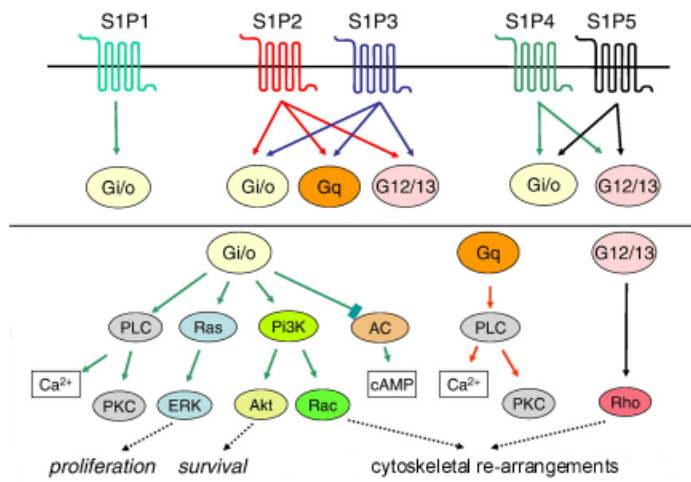 S1P1 S1P2 S1P3 S1P4 S1P5
Gi/o Gi/o Gq G12/13 Gi/o G12/13
Gi/o Gq G12/13
PLC Ras Pi3K AC PLC
Ca²⁺ PKC ERK Akt Rac cAMP Ca²⁺ PKC Rho
proliferation survival cytoskeletal re-arrangements